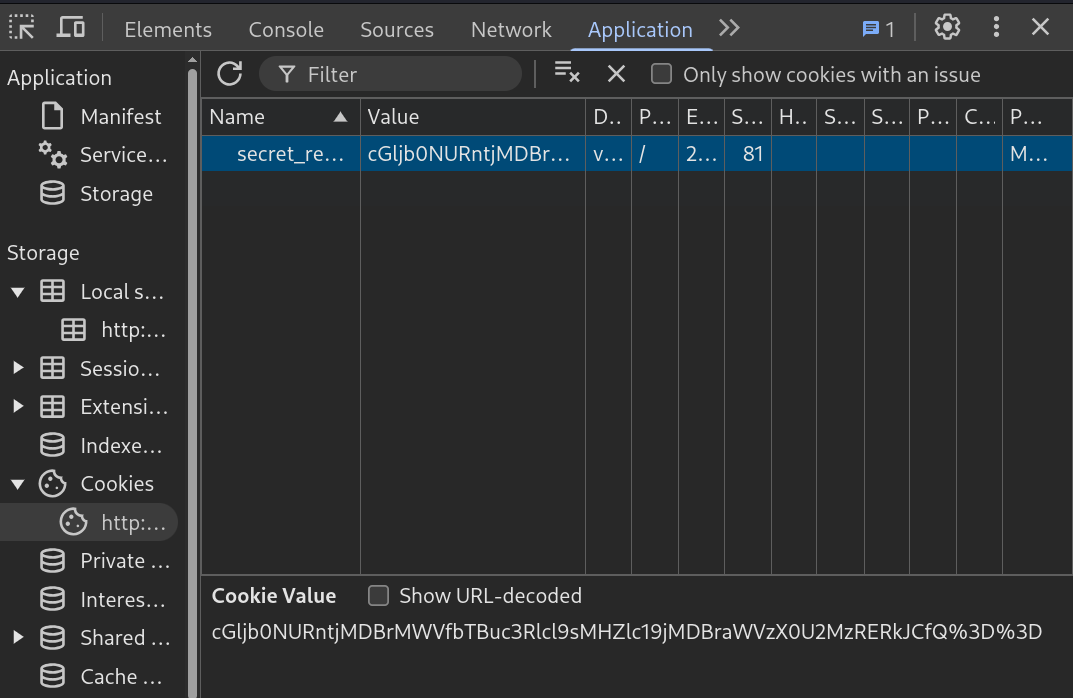 Elements Console Sources Network Application 1
Application
Manifest
Service…
Storage
Storage
Local s…
http:…
Sessio…
Extensi…
Indexe…
Cookies
http:…
Private …
Interes…
Shared …
Cache …
Filter Only show cookies with an issue
Name Value D… P… E… S… H… S… S… P… C… P…
secret_re… cGljb0NURntjMDBr… v… / 2… 81 M…
Cookie Value Show URL-decoded
cGljb0NURntjMDBrMWVfbTBuc3Rlcl9sMHZlc19jMDBraWVzX0U2MzRERkJCfQ%3D%3D